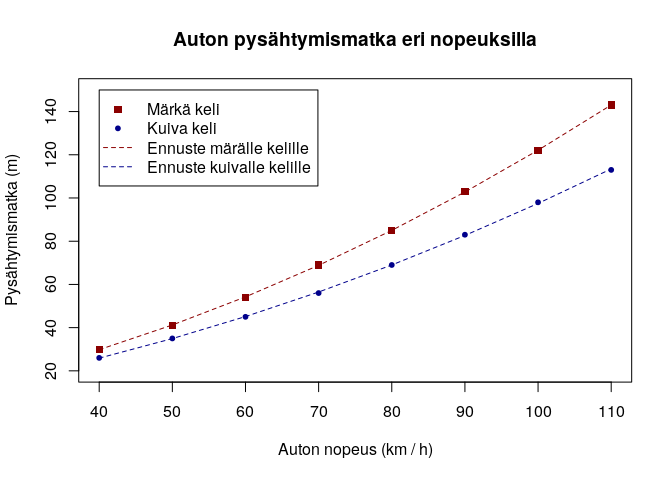 Auton pysähtymismatka eri nopeuksilla
Märkä keli
Kuiva keli
Ennuste märälle kelille
Ennuste kuivalle kelille
Pysähtymismatka (m)
140
120
100
80
60
40
20
40 50 60 70 80 90 100 110
Auton nopeus (km / h)